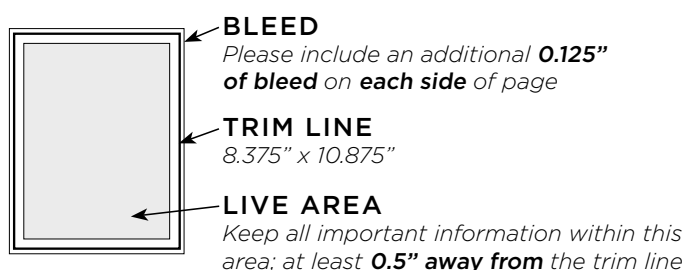 BLEED
Please include an additional 0.125”
of bleed on each side of page
TRIM LINE
8.375” x 10.875”
LIVE AREA
Keep all important information within this
area; at least 0.5” away from the trim line